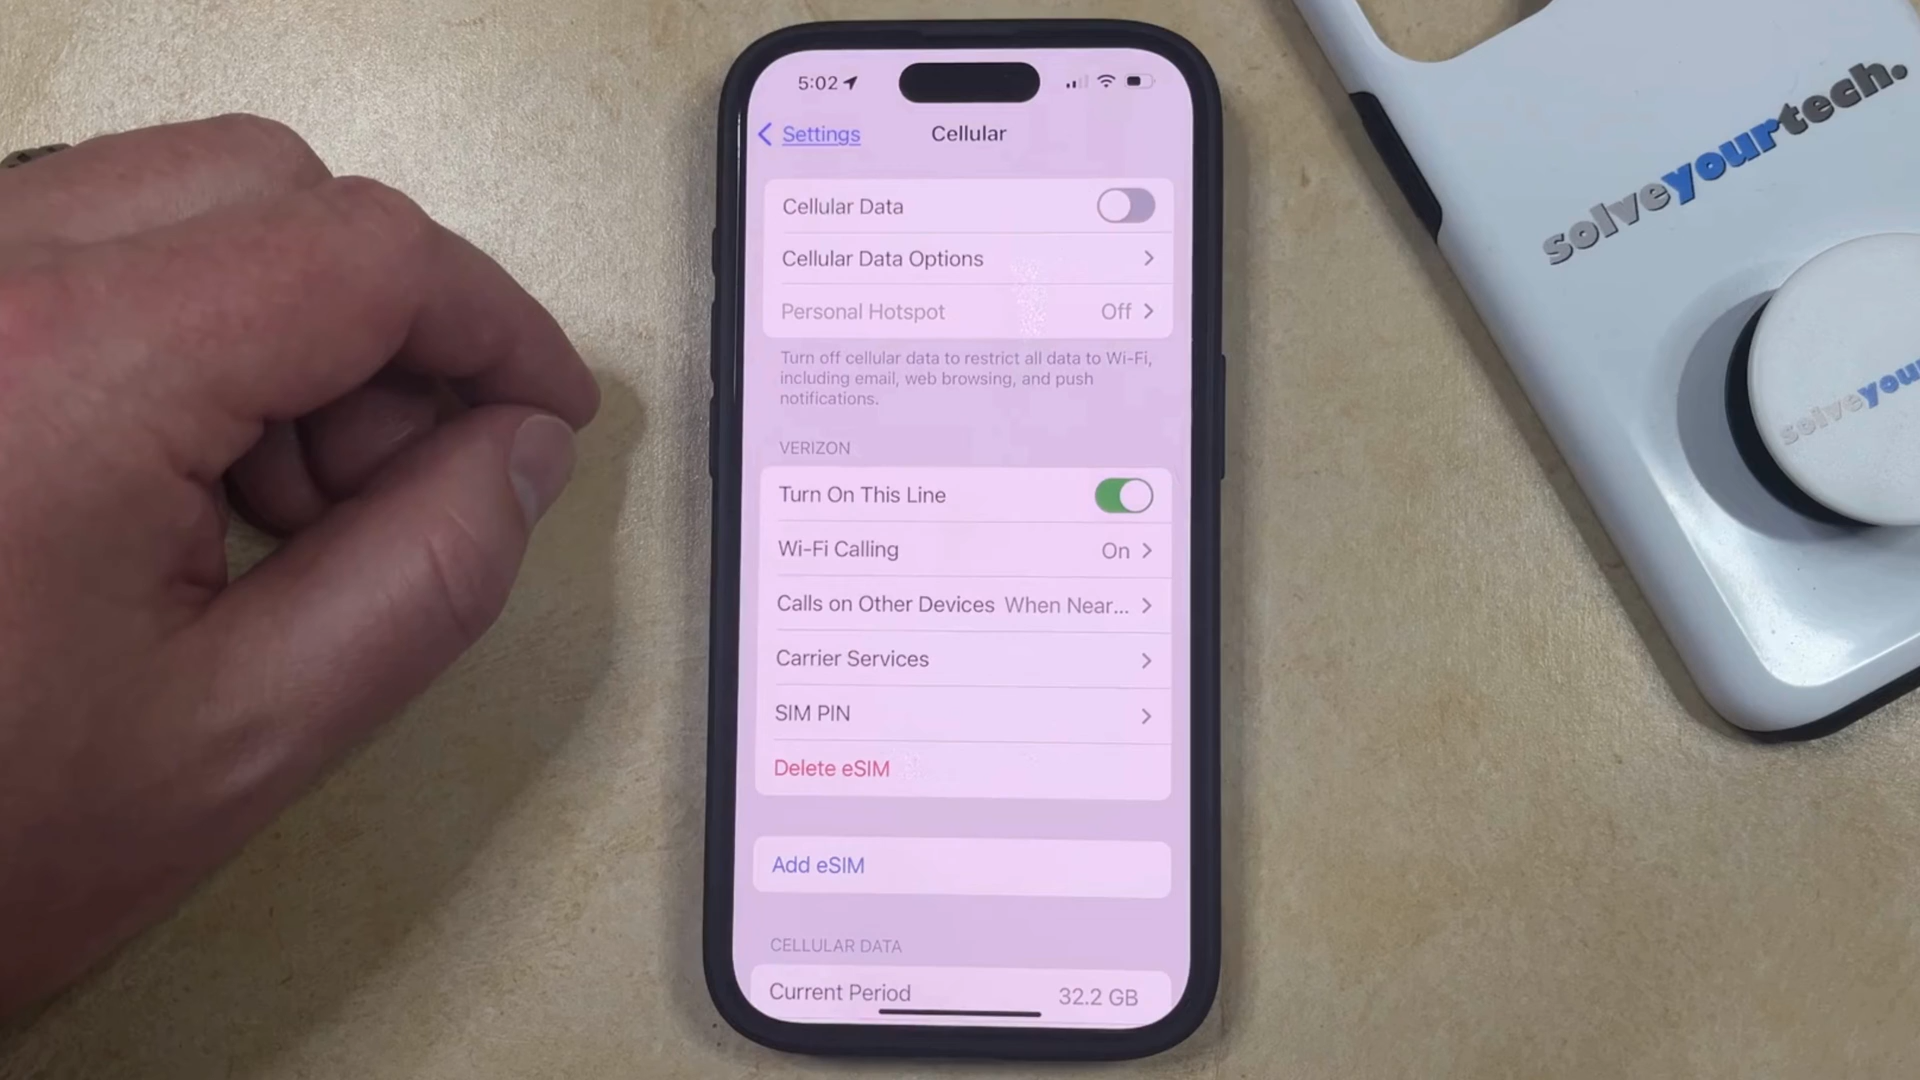 5:02
Settings
Cellular
Cellular Data
Cellular Data Options
Personal Hotspot Off
Turn off cellular data to restrict all data to Wi-Fi,
including email, web browsing, and push
notifications.
VERIZON
Turn On This Line
Wi-Fi Calling On
Calls on Other Devices When Near...
Carrier Services
SIM PIN
Delete eSIM
Add eSIM
CELLULAR DATA
Current Period 32.2 GB
solveyourtech.
solveyou